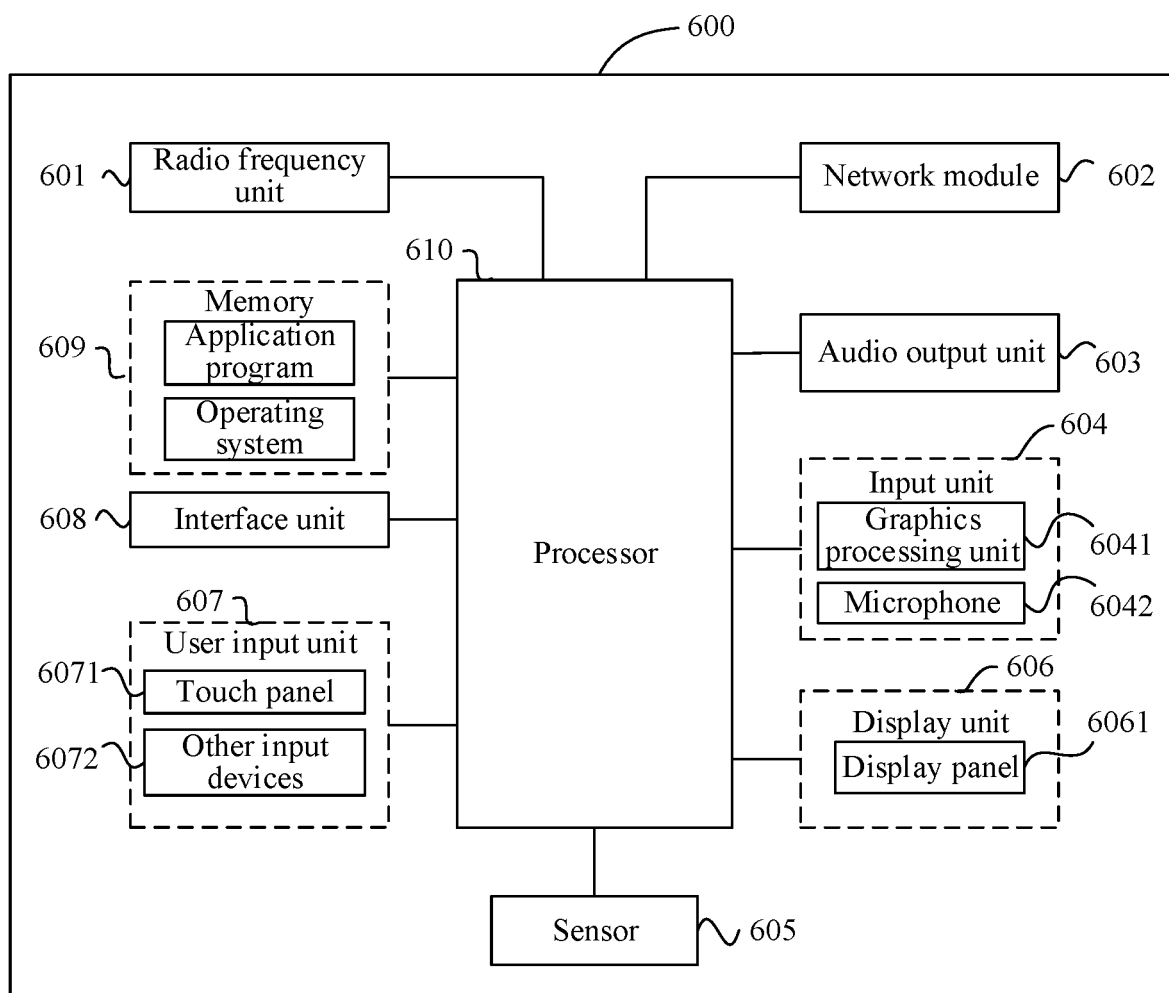 600
601
Radio frequency
unit
Network module
602
610
609
Memory
Application
program
Operating
system
Audio output unit
603
604
Input unit
Graphics
processing unit
6041
Microphone
6042
608
Interface unit
Processor
607
User input unit
6071
Touch panel
6072
Other input
devices
606
Display unit
6061
Display panel
Sensor
605